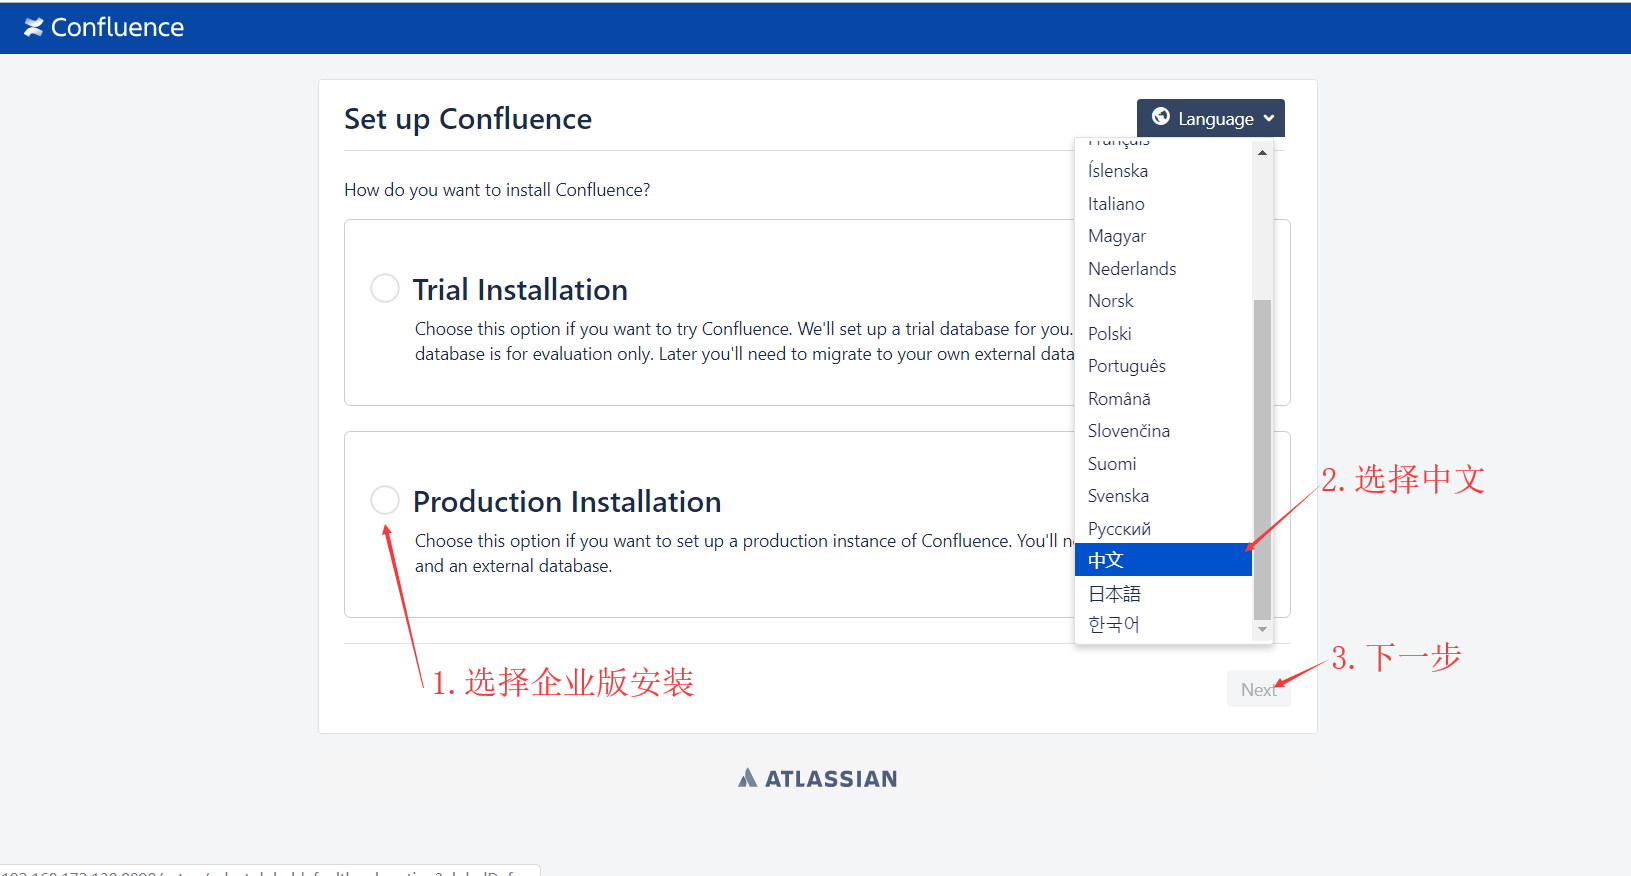 Confluence
Set up Confluence
Language
How do you want to install Confluence?
Français
Íslenska
Italiano
Magyar
Nederlands
Norsk
Polski
Português
Română
Slovenčina
Suomi
Svenska
Русский
中文
日本語
한국어
Trial Installation
Choose this option if you want to try Confluence. We'll set up a trial database for you.
database is for evaluation only. Later you'll need to migrate to your own external data
Production Installation
Choose this option if you want to set up a production instance of Confluence. You'll n
and an external database.
2.选择中文
1.选择企业版安装
3.下一步
Next
ATLASSIAN